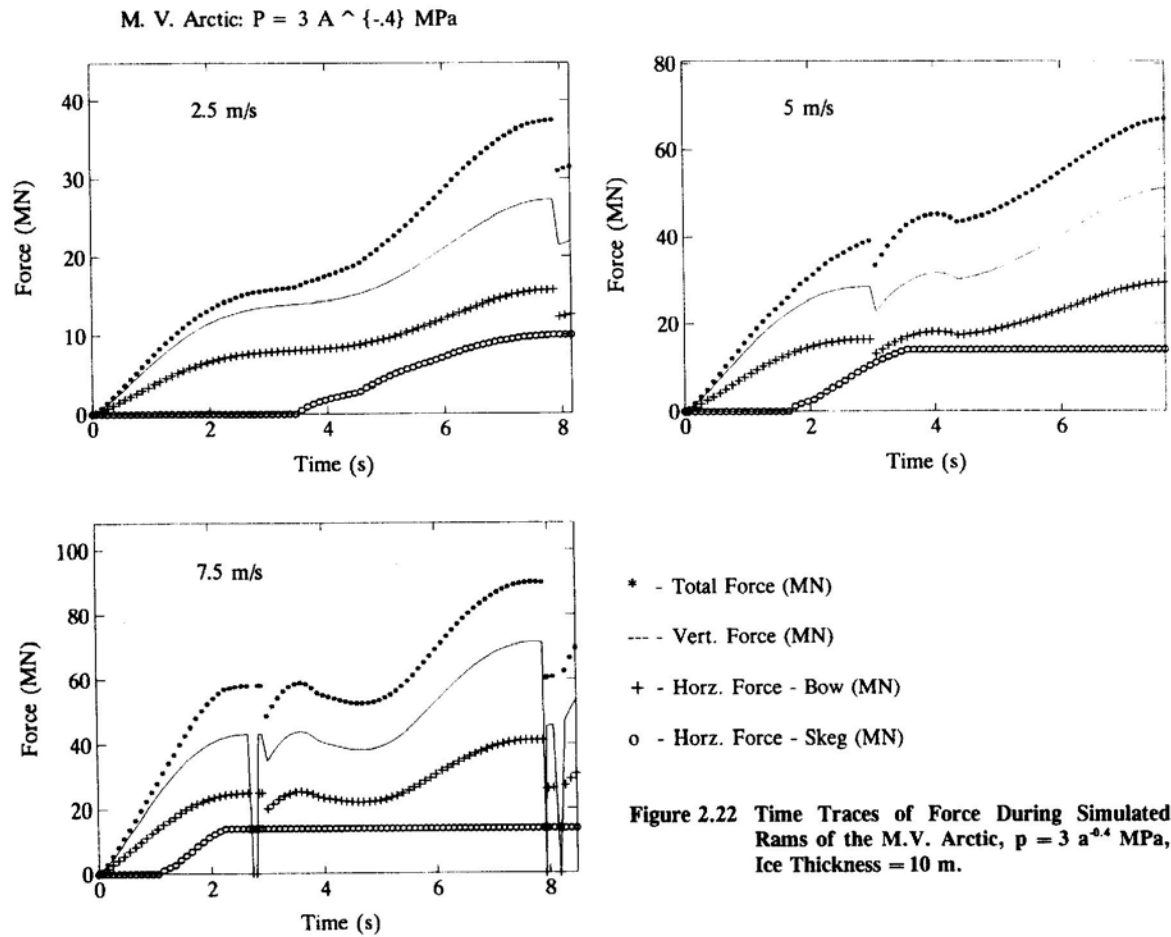 M. V. Arctic: P = 3 A ^ {-.4} MPa
2.5 m/s
Force (MN)
40
30
20
10
0
0 2 4 6 8
Time (s)
5 m/s
Force (MN)
80
60
40
20
0
0 2 4 6
Time (s)
7.5 m/s
Force (MN)
100
80
60
40
20
0
0 2 4 6 8
Time (s)
* - Total Force (MN)
--- - Vert. Force (MN)
+ - Horz. Force - Bow (MN)
o - Horz. Force - Skeg (MN)
Figure 2.22 Time Traces of Force During Simulated
Rams of the M.V. Arctic, p = 3 a^-0.4 MPa,
Ice Thickness = 10 m.